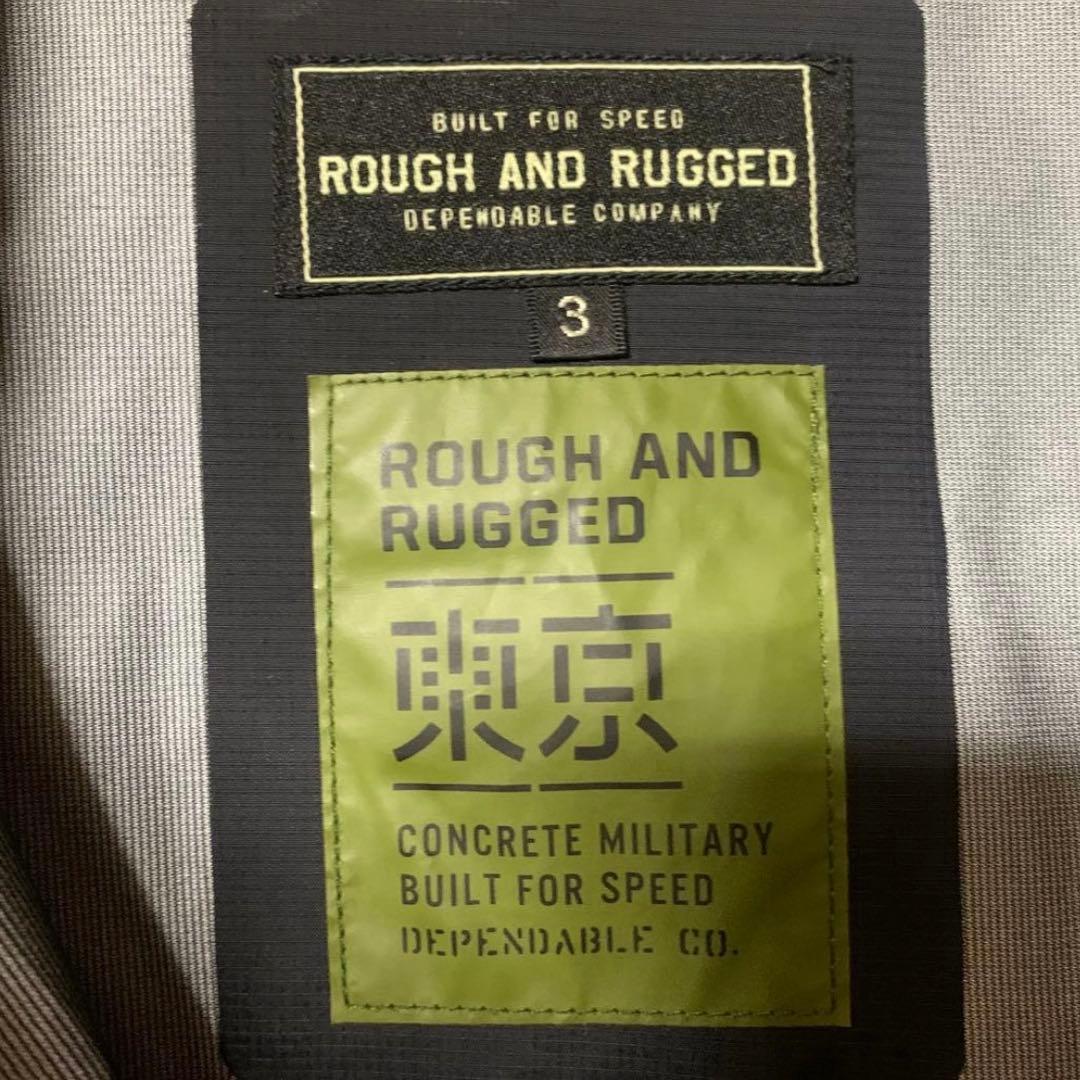 BUILT FOR SPEED
ROUGH AND RUGGED
DEPENDABLE COMPANY
3
ROUGH AND
RUGGED
東京
CONCRETE MILITARY
BUILT FOR SPEED
DEPENDABLE CO.